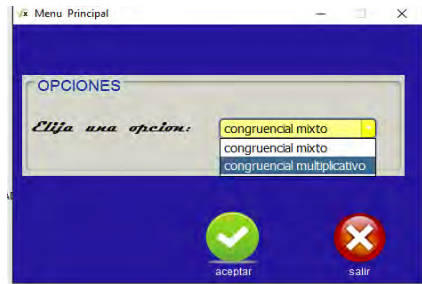 Menu Principal
OPCIONES
Elija una opcion:
congruencial mixto
congruencial mixto
congruencial multiplicativo
aceptar
salir